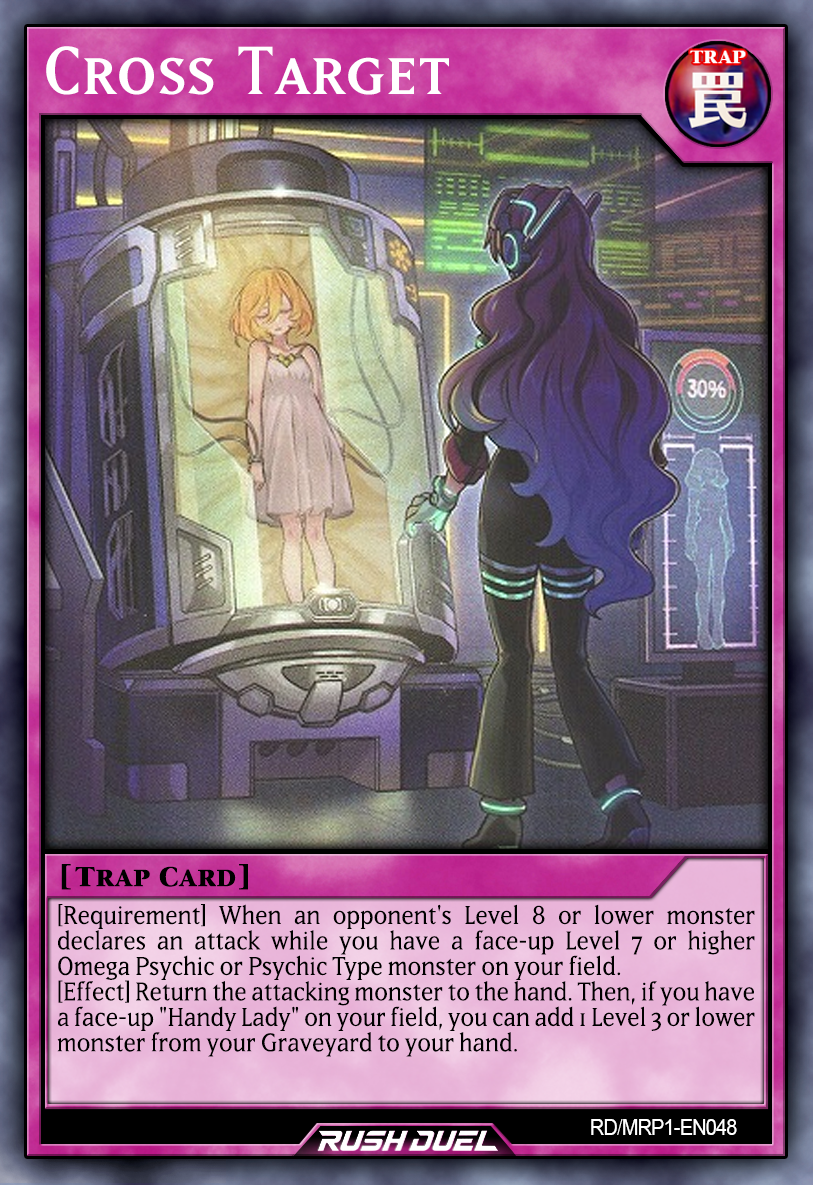 Cross Target
TRAP
罠
30%
[Trap Card]
[Requirement] When an opponent's Level 8 or lower monster
declares an attack while you have a face-up Level 7 or higher
Omega Psychic or Psychic Type monster on your field.
[Effect] Return the attacking monster to the hand. Then, if you have
a face-up "Handy Lady" on your field, you can add 1 Level 3 or lower
monster from your Graveyard to your hand.
RD/MRP1-EN048
RUSH DUEL